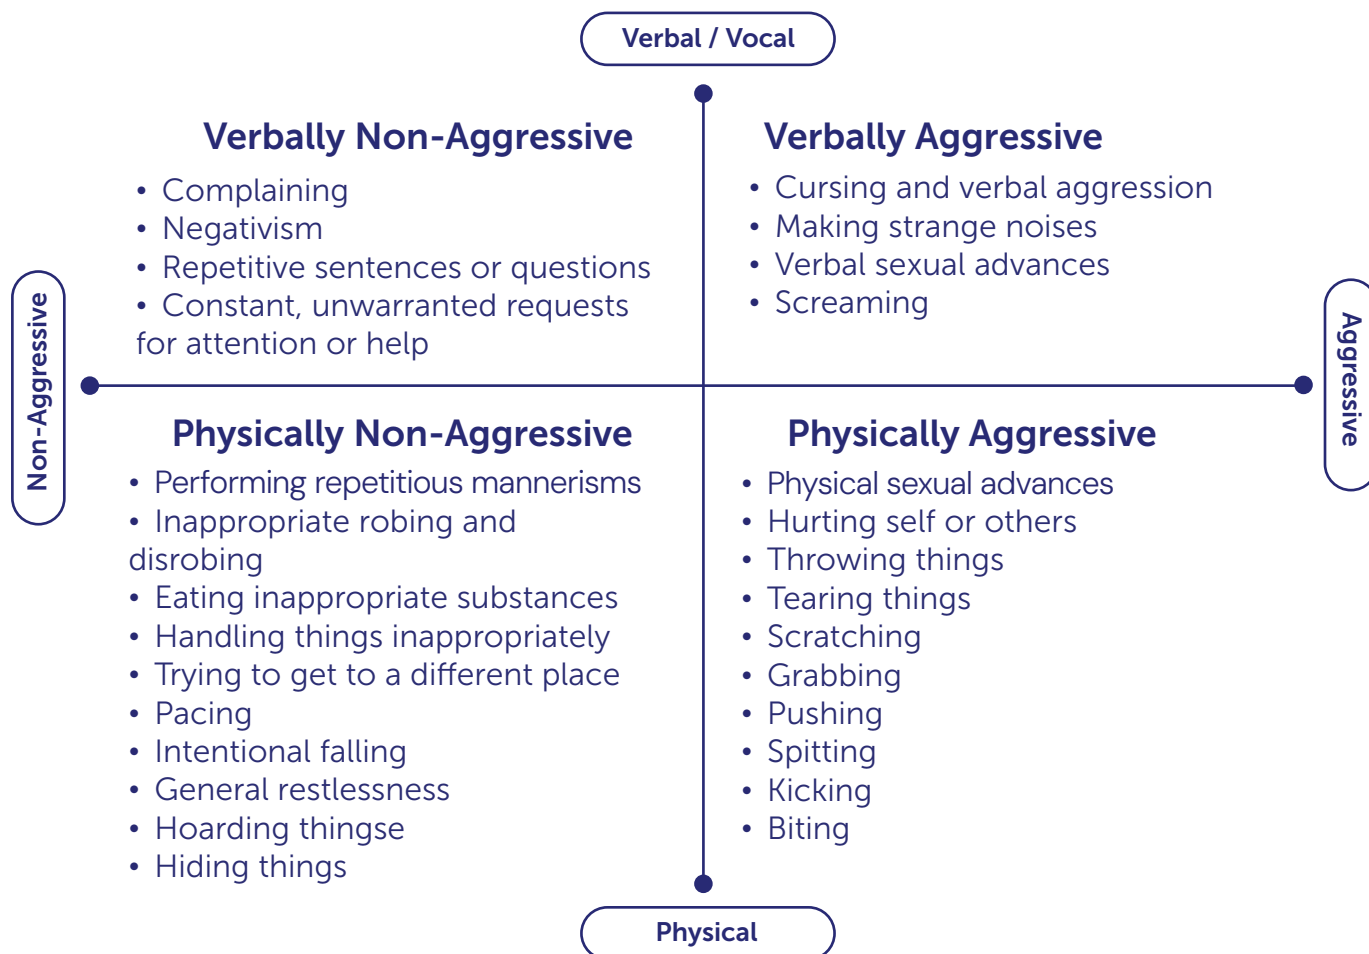 Verbal / Vocal
Verbally Non-Aggressive
• Complaining
• Negativism
• Repetitive sentences or questions
• Constant, unwarranted requests
for attention or help
Verbally Aggressive
• Cursing and verbal aggression
• Making strange noises
• Verbal sexual advances
• Screaming
Non-Aggressive
Aggressive
Physically Non-Aggressive
• Performing repetitious mannerisms
• Inappropriate robing and
disrobing
• Eating inappropriate substances
• Handling things inappropriately
• Trying to get to a different place
• Pacing
• Intentional falling
• General restlessness
• Hoarding thingse
• Hiding things
Physically Aggressive
• Physical sexual advances
• Hurting self or others
• Throwing things
• Tearing things
• Scratching
• Grabbing
• Pushing
• Spitting
• Kicking
• Biting
Physical